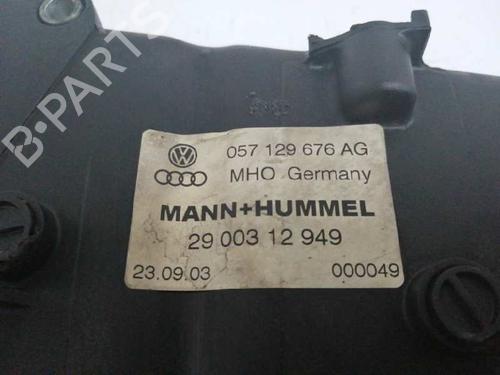 B-PARTS
057 129 676 AG
MHO Germany
MANN+HUMMEL
29 003 12 949
23.09.03 000049